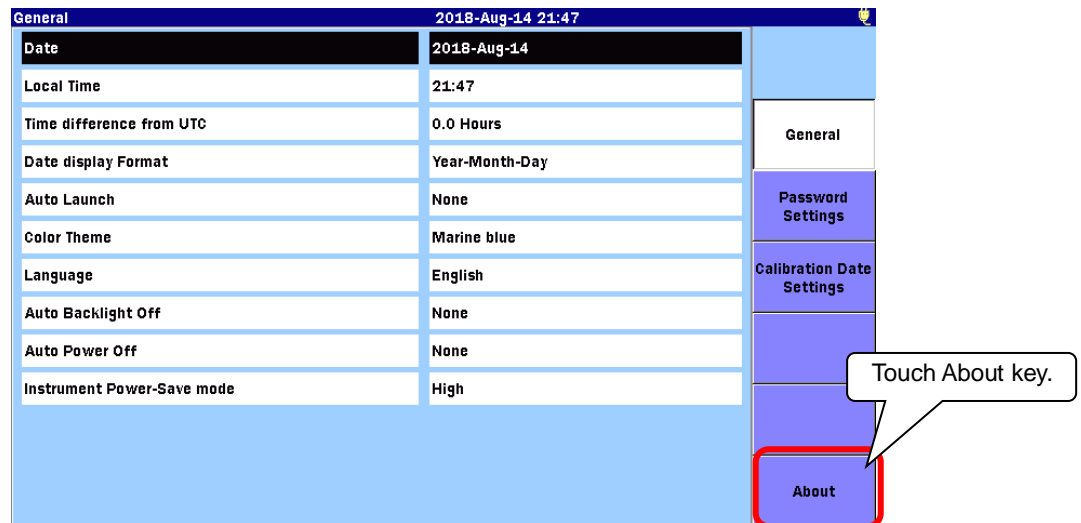 General 2018-Aug-14 21:47
Date 2018-Aug-14
Local Time 21:47
Time difference from UTC 0.0 Hours
Date display Format Year-Month-Day
Auto Launch None
Color Theme Marine blue
Language English
Auto Backlight Off None
Auto Power Off None
Instrument Power-Save mode High
General
Password
Settings
Calibration Date
Settings
Touch About key.
About